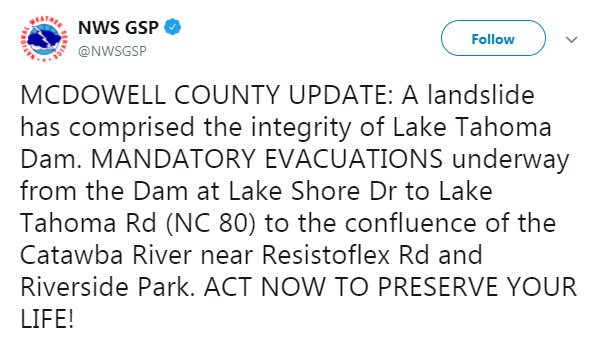 NWS GSP
@NWSGSP
Follow
MCDOWELL COUNTY UPDATE: A landslide
has comprised the integrity of Lake Tahoma
Dam. MANDATORY EVACUATIONS underway
from the Dam at Lake Shore Dr to Lake
Tahoma Rd (NC 80) to the confluence of the
Catawba River near Resistoflex Rd and
Riverside Park. ACT NOW TO PRESERVE YOUR
LIFE!